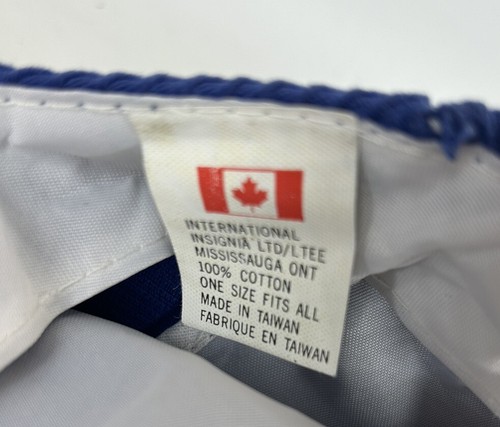 INTERNATIONAL
INSIGNIA LTD/LTEE
MISSISSAUGA ONT
100% COTTON
ONE SIZE FITS ALL
MADE IN TAIWAN
FABRIQUE EN TAIWAN